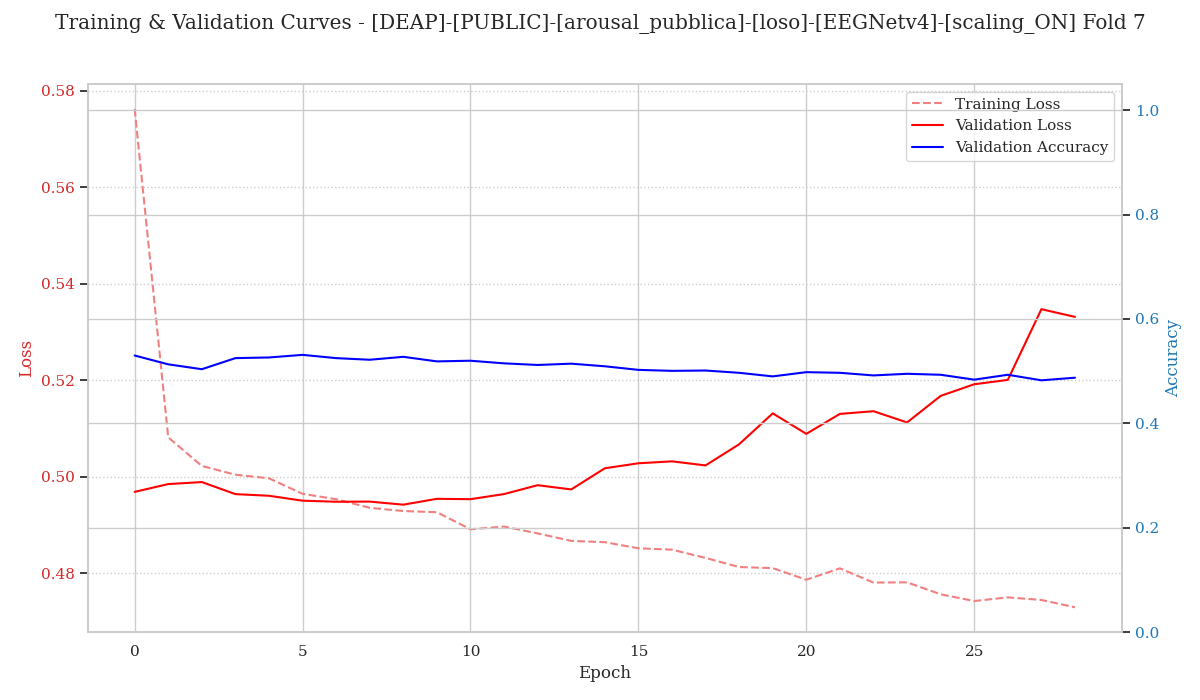 Training & Validation Curves - [DEAP]-[PUBLIC]-[arousal_pubblica]-[loso]-[EEGNetv4]-[scaling_ON] Fold 7
Training Loss
Validation Loss
Validation Accuracy
0.58
0.56
0.54
0.52
0.50
0.48
Loss
1.0
0.8
0.6
0.4
0.2
0.0
Accuracy
0
5
10
15
20
25
Epoch